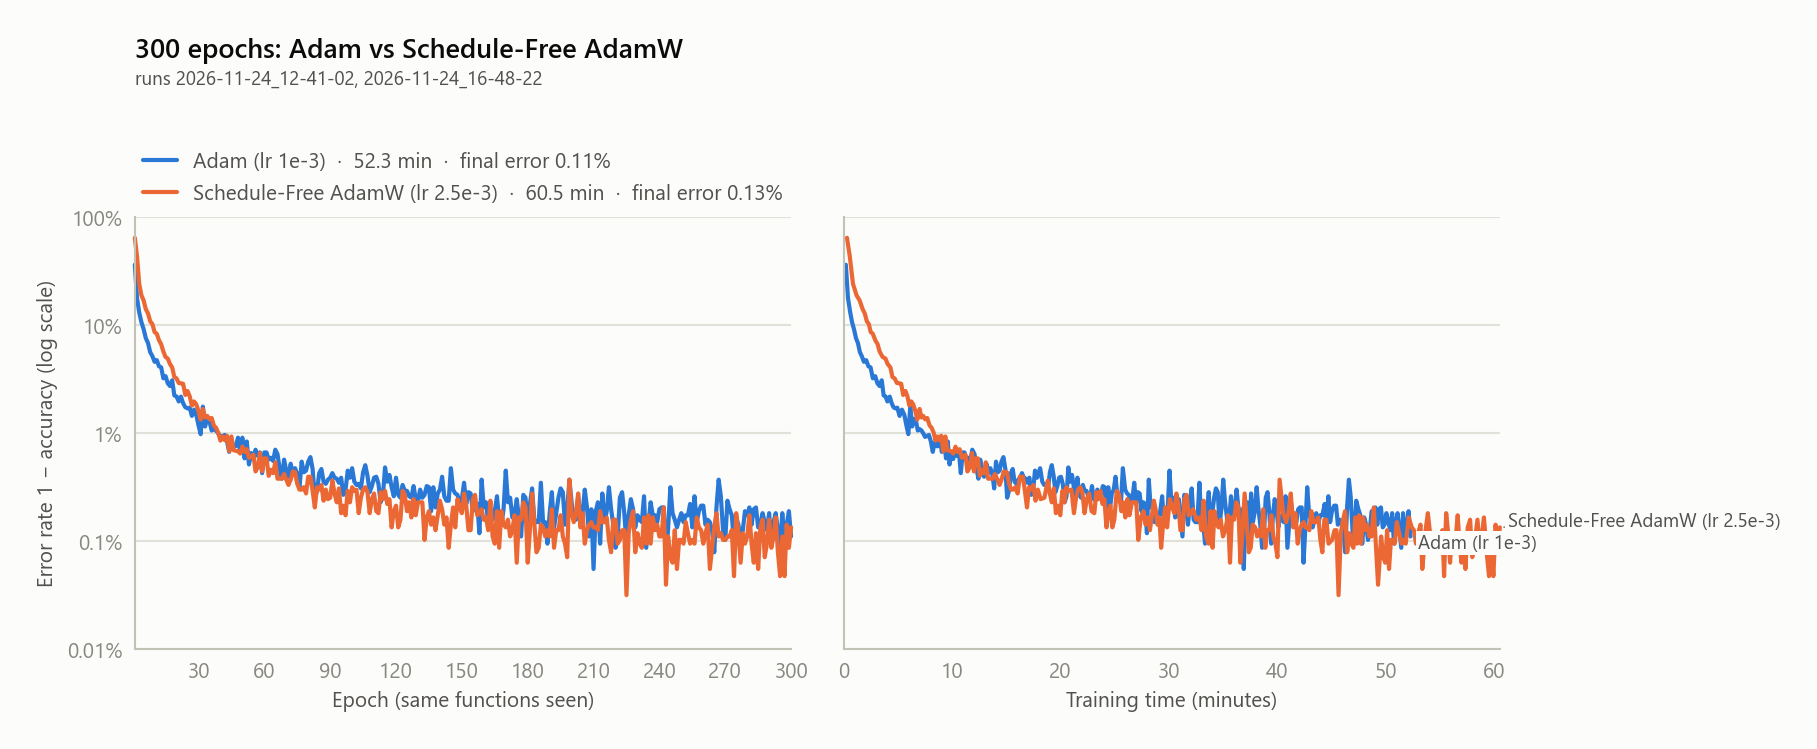 300 epochs: Adam vs Schedule-Free AdamW
runs 2026-11-24_12-41-02, 2026-11-24_16-48-22
Adam (lr 1e-3) · 52.3 min · final error 0.11%
Schedule-Free AdamW (lr 2.5e-3) · 60.5 min · final error 0.13%
Error rate 1 − accuracy (log scale)
100%
10%
1%
0.1%
0.01%
30 60 90 120 150 180 210 240 270 300
Epoch (same functions seen)
Schedule-Free AdamW (lr 2.5e-3)
Adam (lr 1e-3)
0 10 20 30 40 50 60
Training time (minutes)